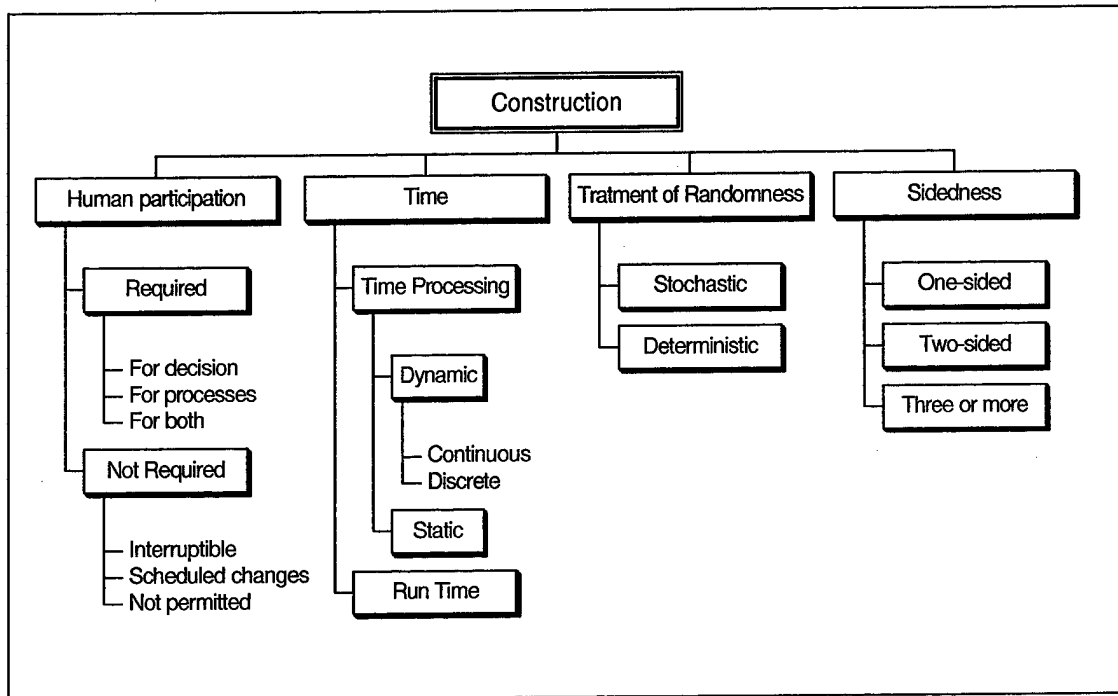 Construction
Human participation
Required
For decision
For processes
For both
Not Required
Interruptible
Scheduled changes
Not permitted
Time
Time Processing
Dynamic
Continuous
Discrete
Static
Run Time
Tratment of Randomness
Stochastic
Deterministic
Sidedness
One-sided
Two-sided
Three or more